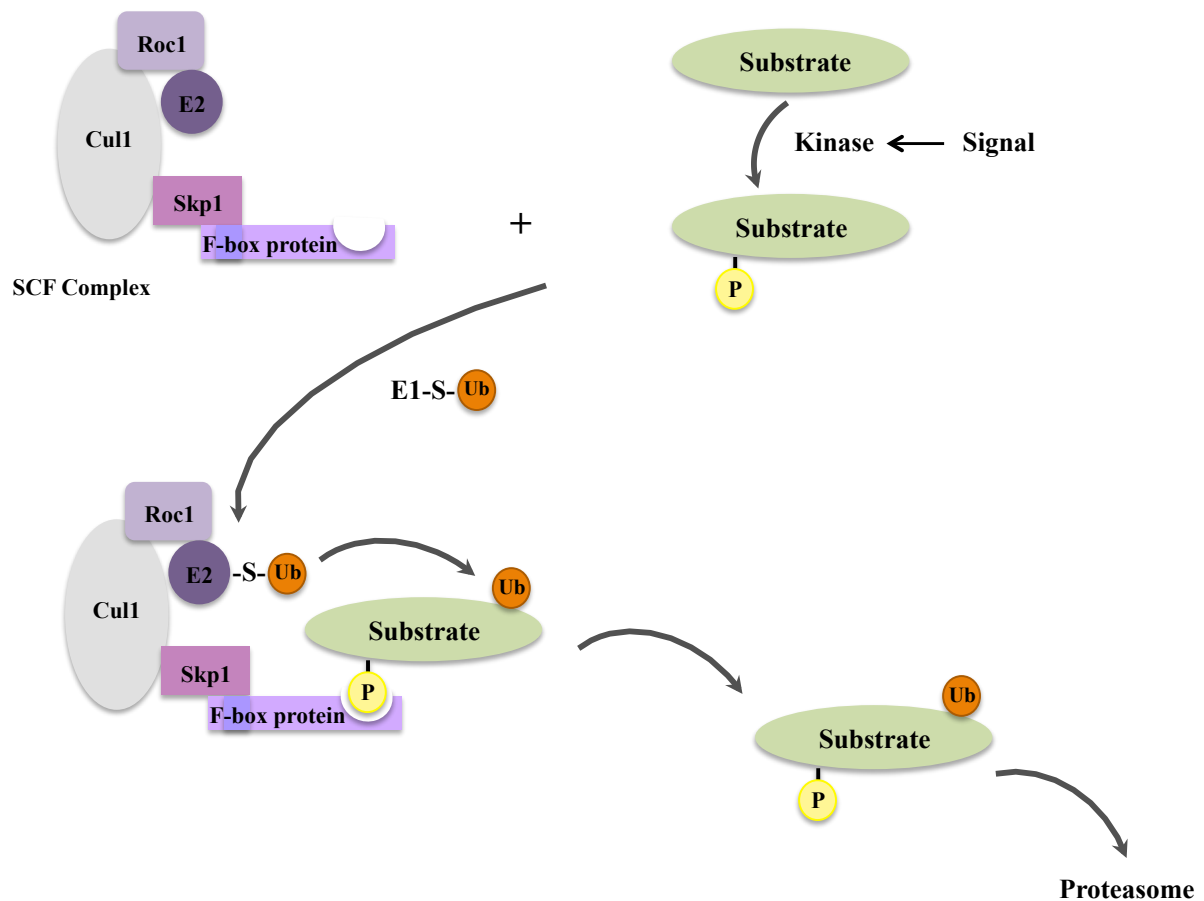 Roc1
E2
Cul1
Skp1
F-box protein
SCF Complex
+
Substrate
Kinase
Signal
Substrate
P
E1-S-Ub
Roc1
E2-S-Ub
Cul1
Skp1
F-box protein
Ub
Substrate
P
Ub
Substrate
P
Proteasome